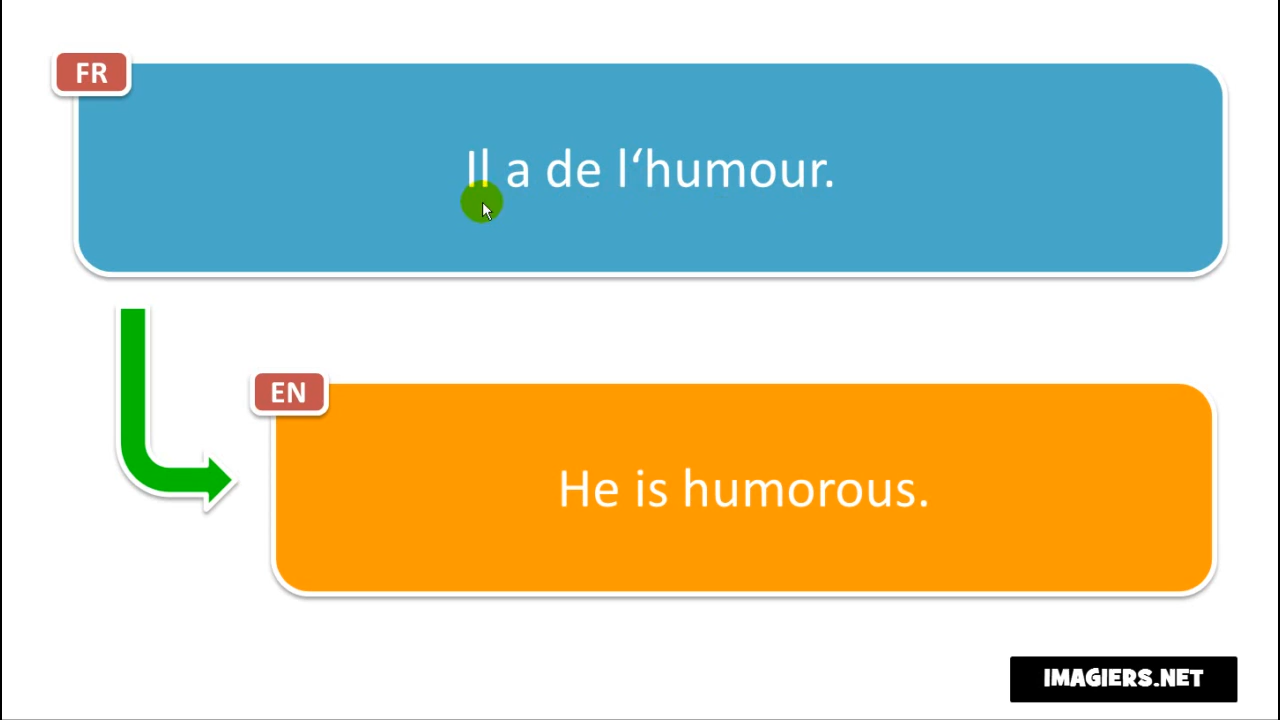 FR
Il a de l‘humour.
EN
He is humorous.
IMAGIERS.NET